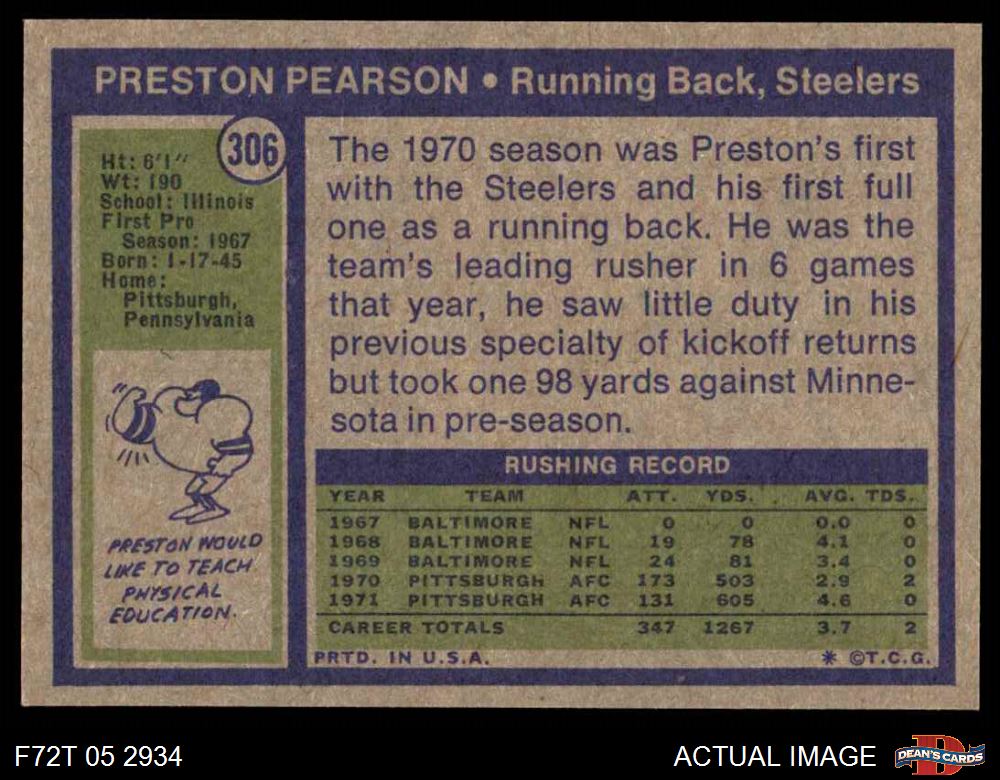 PRESTON PEARSON • Running Back, Steelers
306
Ht: 6'1"
Wt: 190
School: Illinois
First Pro
Season: 1967
Born: 1-17-45
Home:
Pittsburgh,
Pennsylvania
PRESTON WOULD
LIKE TO TEACH
PHYSICAL
EDUCATION.
The 1970 season was Preston's first
with the Steelers and his first full
one as a running back. He was the
team's leading rusher in 6 games
that year, he saw little duty in his
previous specialty of kickoff returns
but took one 98 yards against Minne-
sota in pre-season.
RUSHING RECORD
YEAR TEAM ATT. YDS. AVG. TDS.
1967 BALTIMORE NFL 0 0 0.0 0
1968 BALTIMORE NFL 19 78 4.1 0
1969 BALTIMORE NFL 24 81 3.4 0
1970 PITTSBURGH AFC 173 503 2.9 2
1971 PITTSBURGH AFC 131 605 4.6 0
CAREER TOTALS 347 1267 3.7 2
PRTD. IN U.S.A. * ©T.C.G.
F72T 05 2934 ACTUAL IMAGE D DEAN'S CARDS